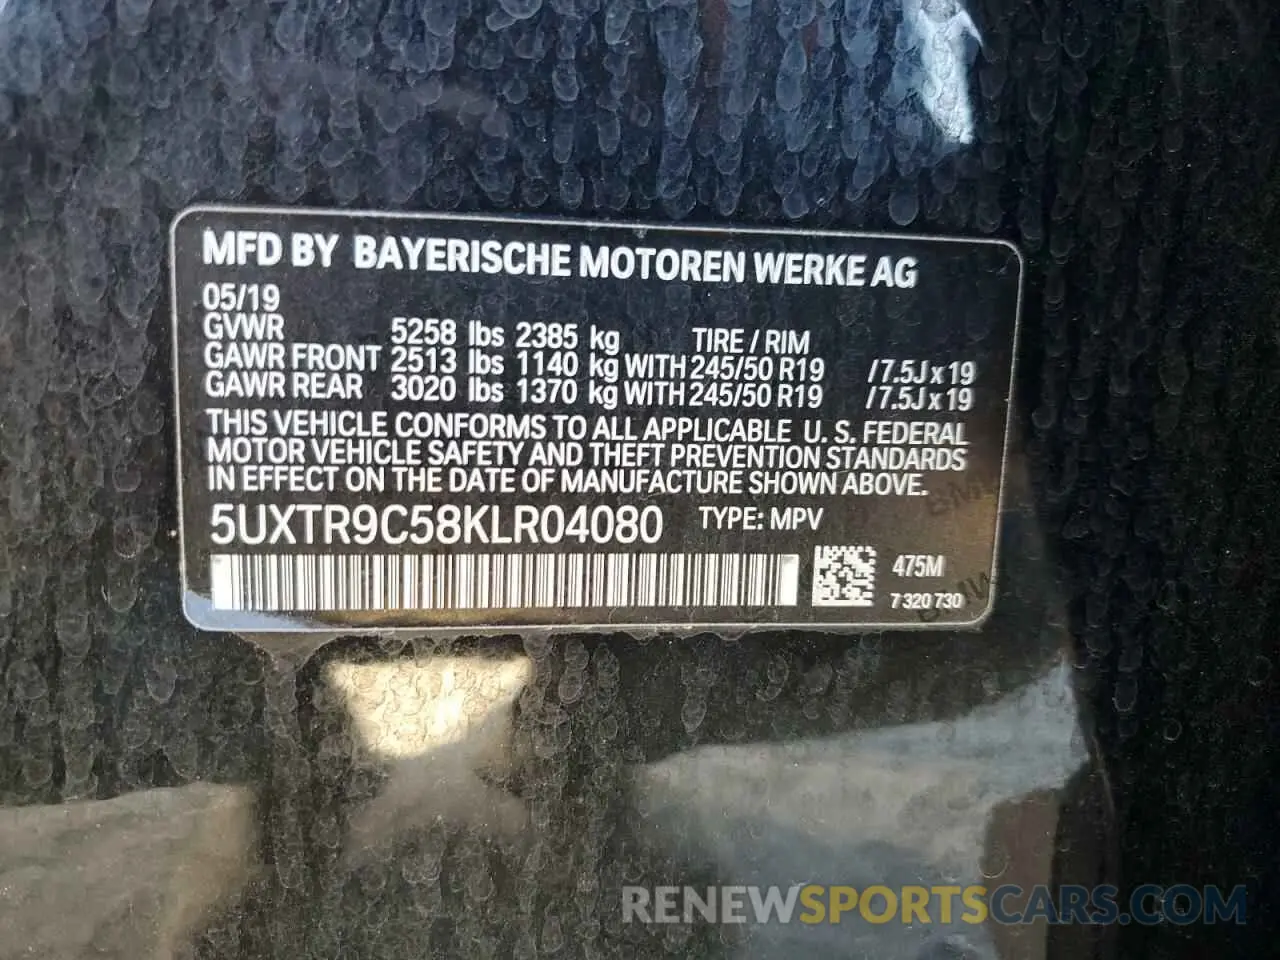 MFD BY BAYERISCHE MOTOREN WERKE AG
05/19
GVWR 5258 lbs 2385 kg TIRE / RIM
GAWR FRONT 2513 lbs 1140 kg WITH 245/50 R19 / 7.5J x 19
GAWR REAR 3020 lbs 1370 kg WITH 245/50 R19 / 7.5J x 19
THIS VEHICLE CONFORMS TO ALL APPLICABLE U. S. FEDERAL
MOTOR VEHICLE SAFETY AND THEFT PREVENTION STANDARDS
IN EFFECT ON THE DATE OF MANUFACTURE SHOWN ABOVE.
BMW
5UXTR9C58KLR04080 TYPE: MPV
475M
BMW
7 320 730
RENEWSPORTSCARS.COM